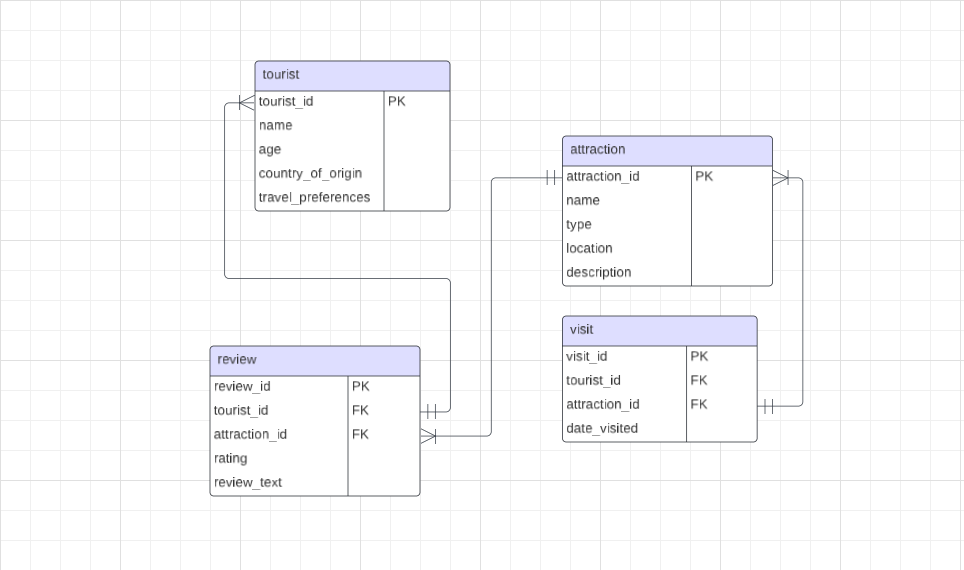 tourist
tourist_id PK
name
age
country_of_origin
travel_preferences
attraction
attraction_id PK
name
type
location
description
review
review_id PK
tourist_id FK
attraction_id FK
rating
review_text
visit
visit_id PK
tourist_id FK
attraction_id FK
date_visited